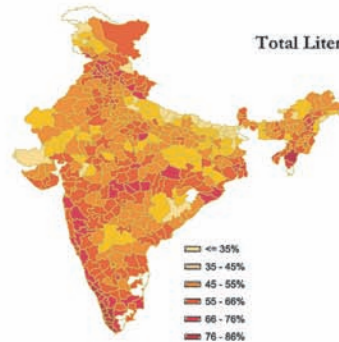 Total Liter
<= 35%
35 - 45%
45 - 55%
55 - 66%
66 - 76%
76 - 86%